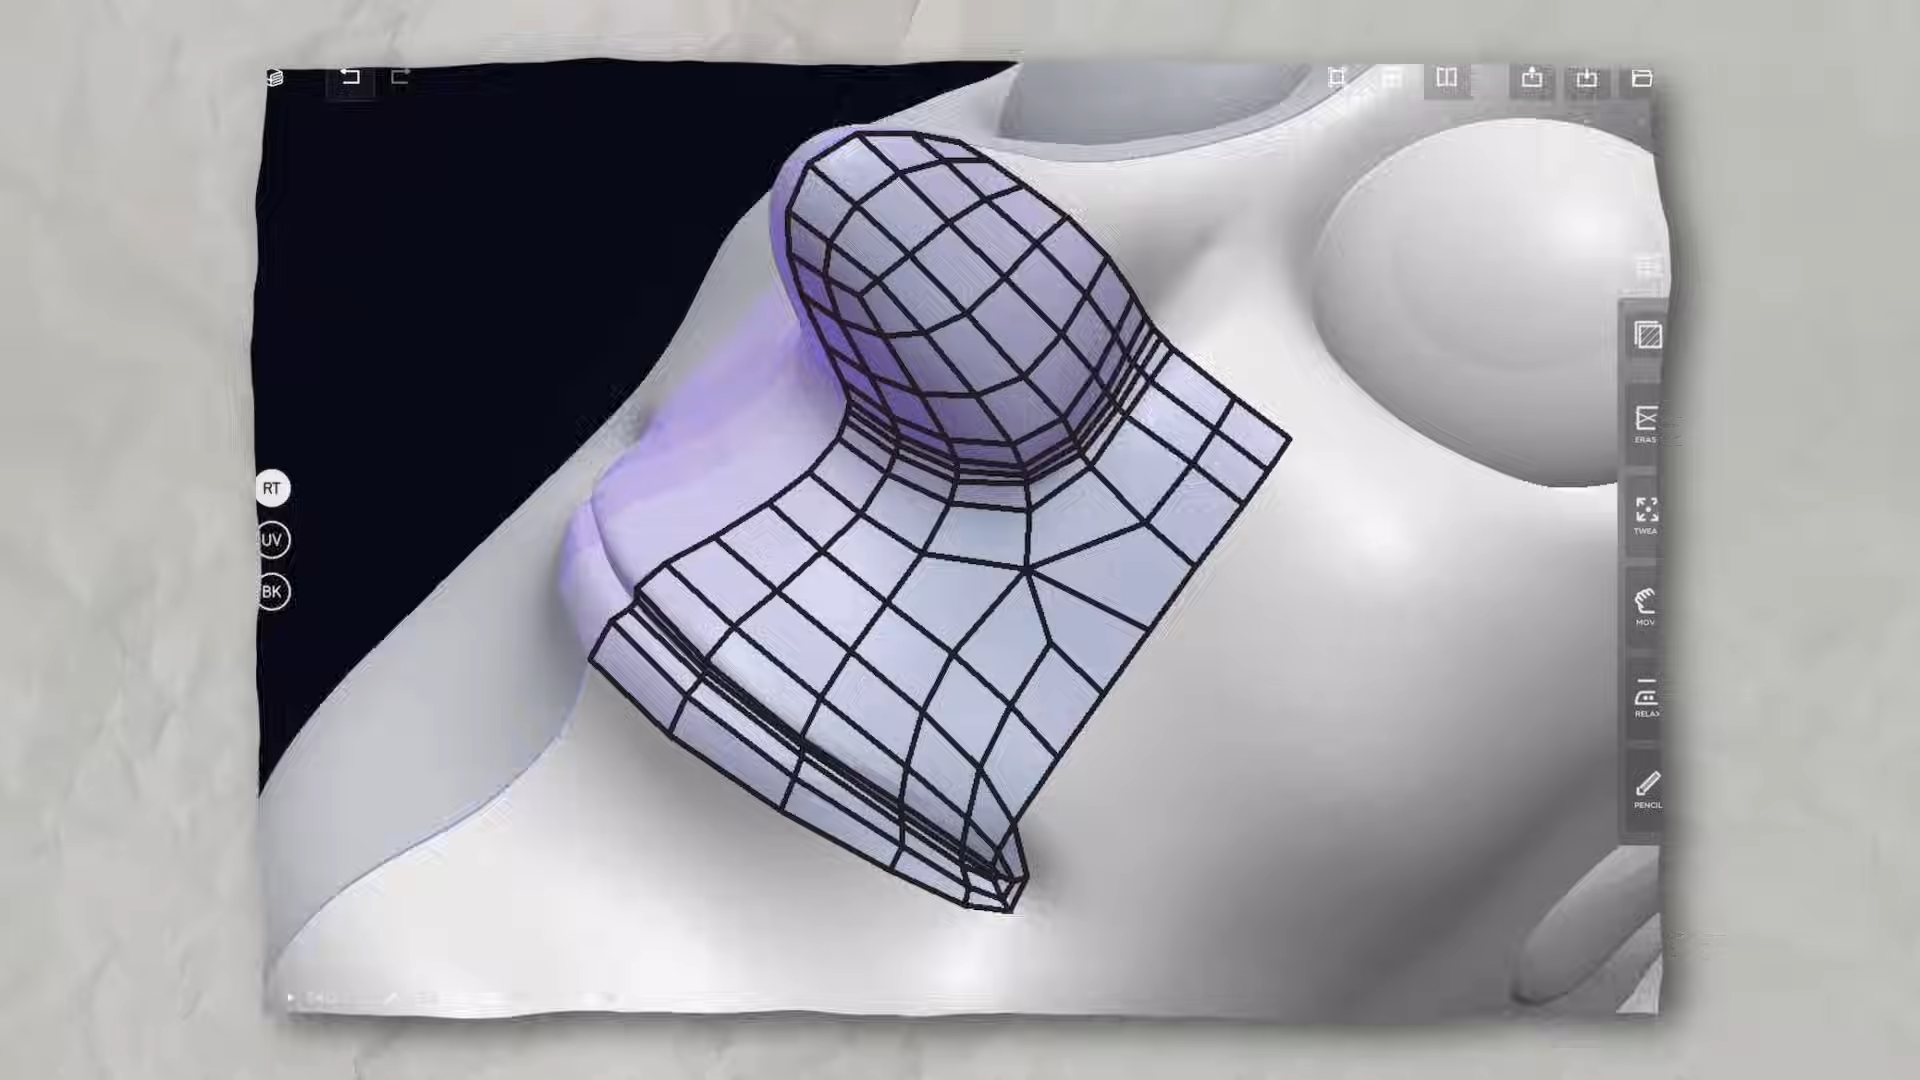 RT
UV
BK
ERAS
TWEA
MOV
RELAX
PENCIL